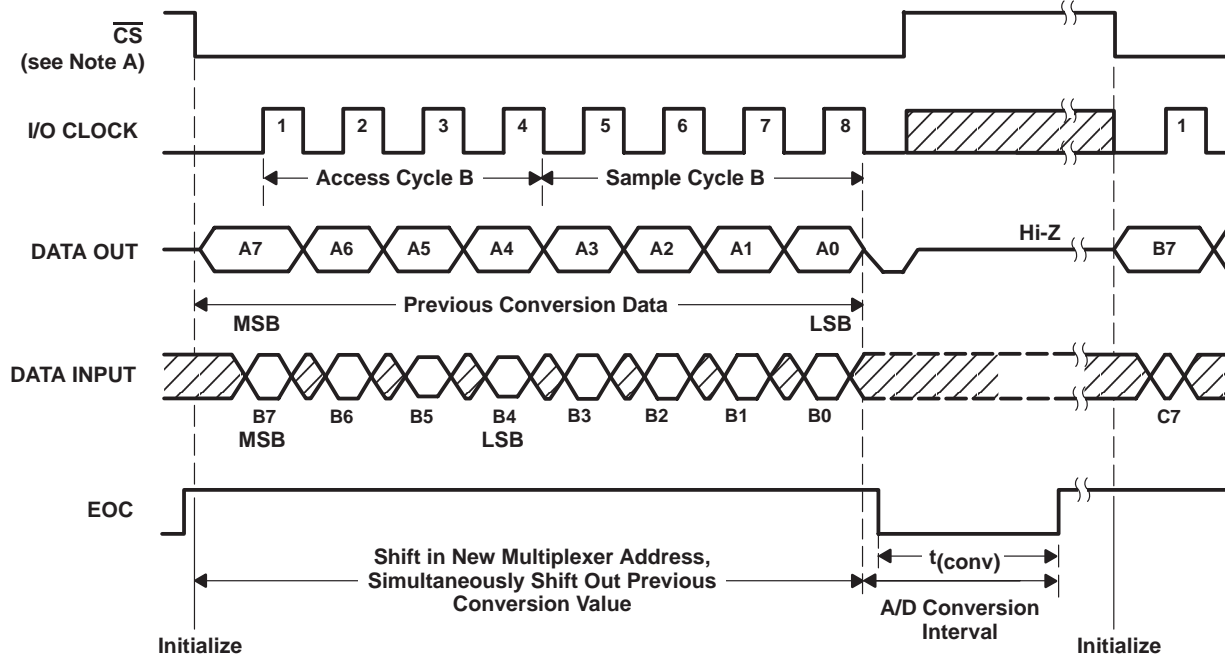 CS
(see Note A)
I/O CLOCK
1 2 3 4 5 6 7 8 1
Access Cycle B Sample Cycle B
DATA OUT
A7 A6 A5 A4 A3 A2 A1 A0 Hi-Z B7
Previous Conversion Data
MSB LSB
DATA INPUT
B7 B6 B5 B4 B3 B2 B1 B0 C7
MSB LSB
EOC
Shift in New Multiplexer Address,
Simultaneously Shift Out Previous
Conversion Value
t(conv)
A/D Conversion
Interval
Initialize Initialize